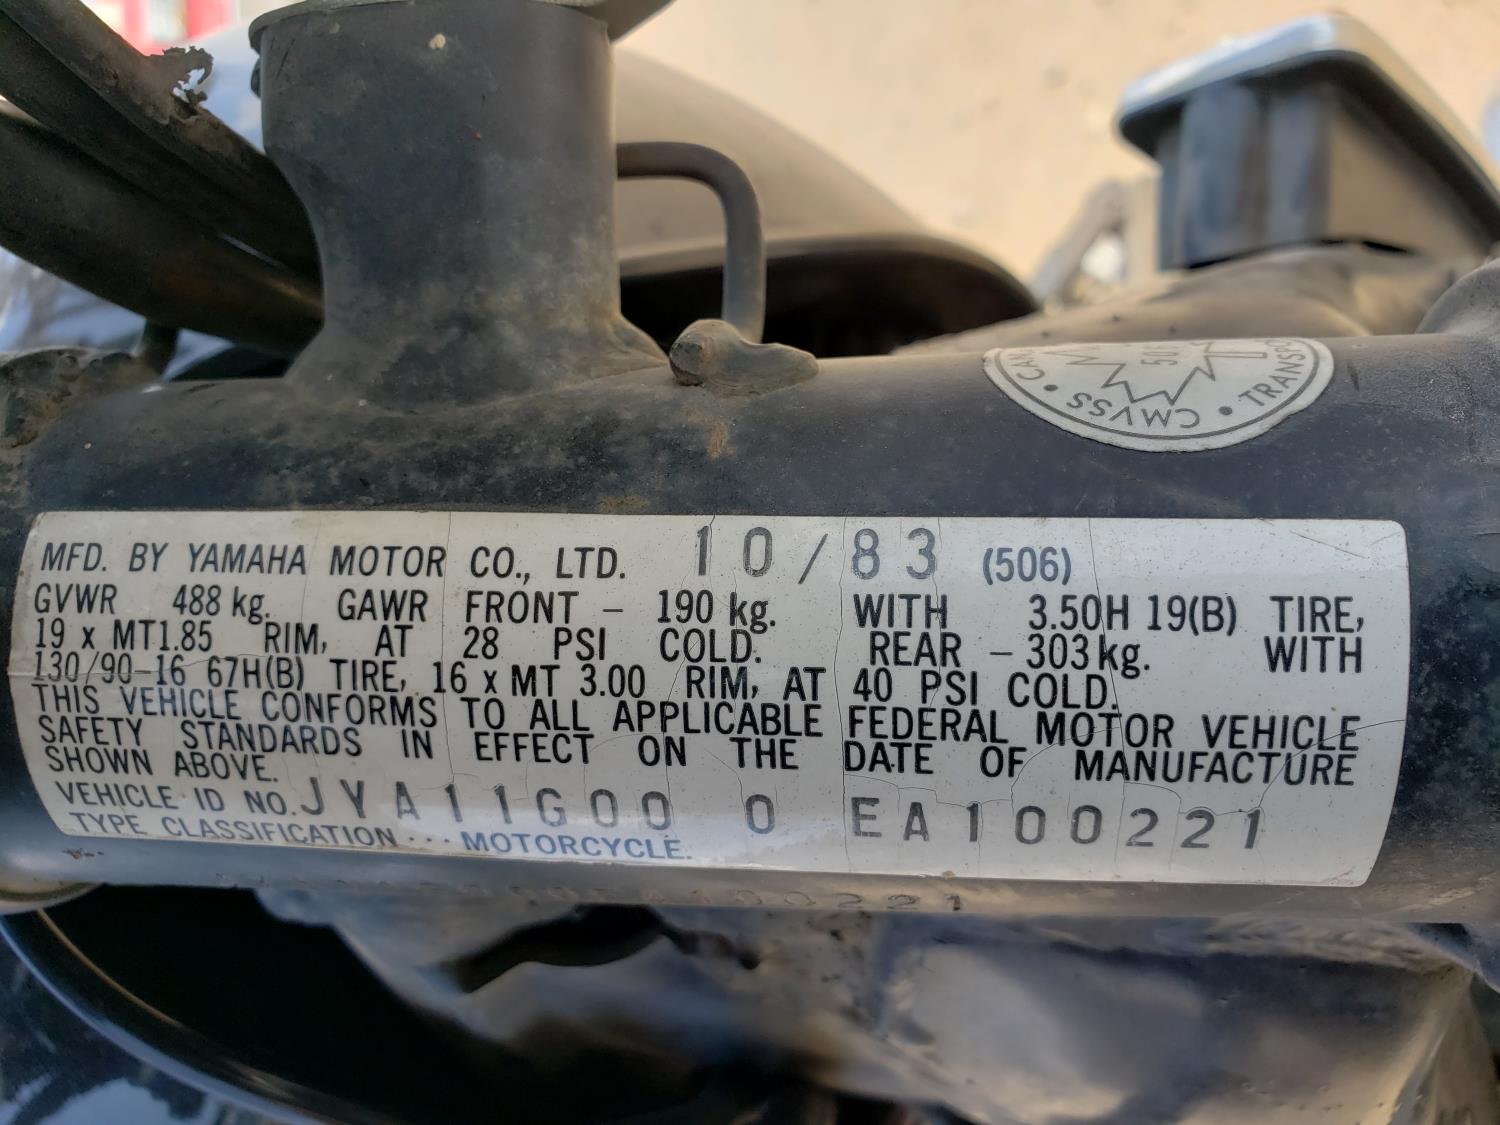 CMVSS • TRANSPO
506
MFD. BY YAMAHA MOTOR CO., LTD. 10/83 (506)
GVWR 488 kg. GAWR FRONT – 190 kg. WITH 3.50H 19(B) TIRE,
19 x MT1.85 RIM, AT 28 PSI COLD. REAR – 303 kg. WITH
130/90-16 67H(B) TIRE, 16 x MT 3.00 RIM, AT 40 PSI COLD.
THIS VEHICLE CONFORMS TO ALL APPLICABLE FEDERAL MOTOR VEHICLE
SAFETY STANDARDS IN EFFECT ON THE DATE OF MANUFACTURE
SHOWN ABOVE.
VEHICLE ID NO. JYA11G00 0 EA100221
TYPE CLASSIFICATION... MOTORCYCLE.